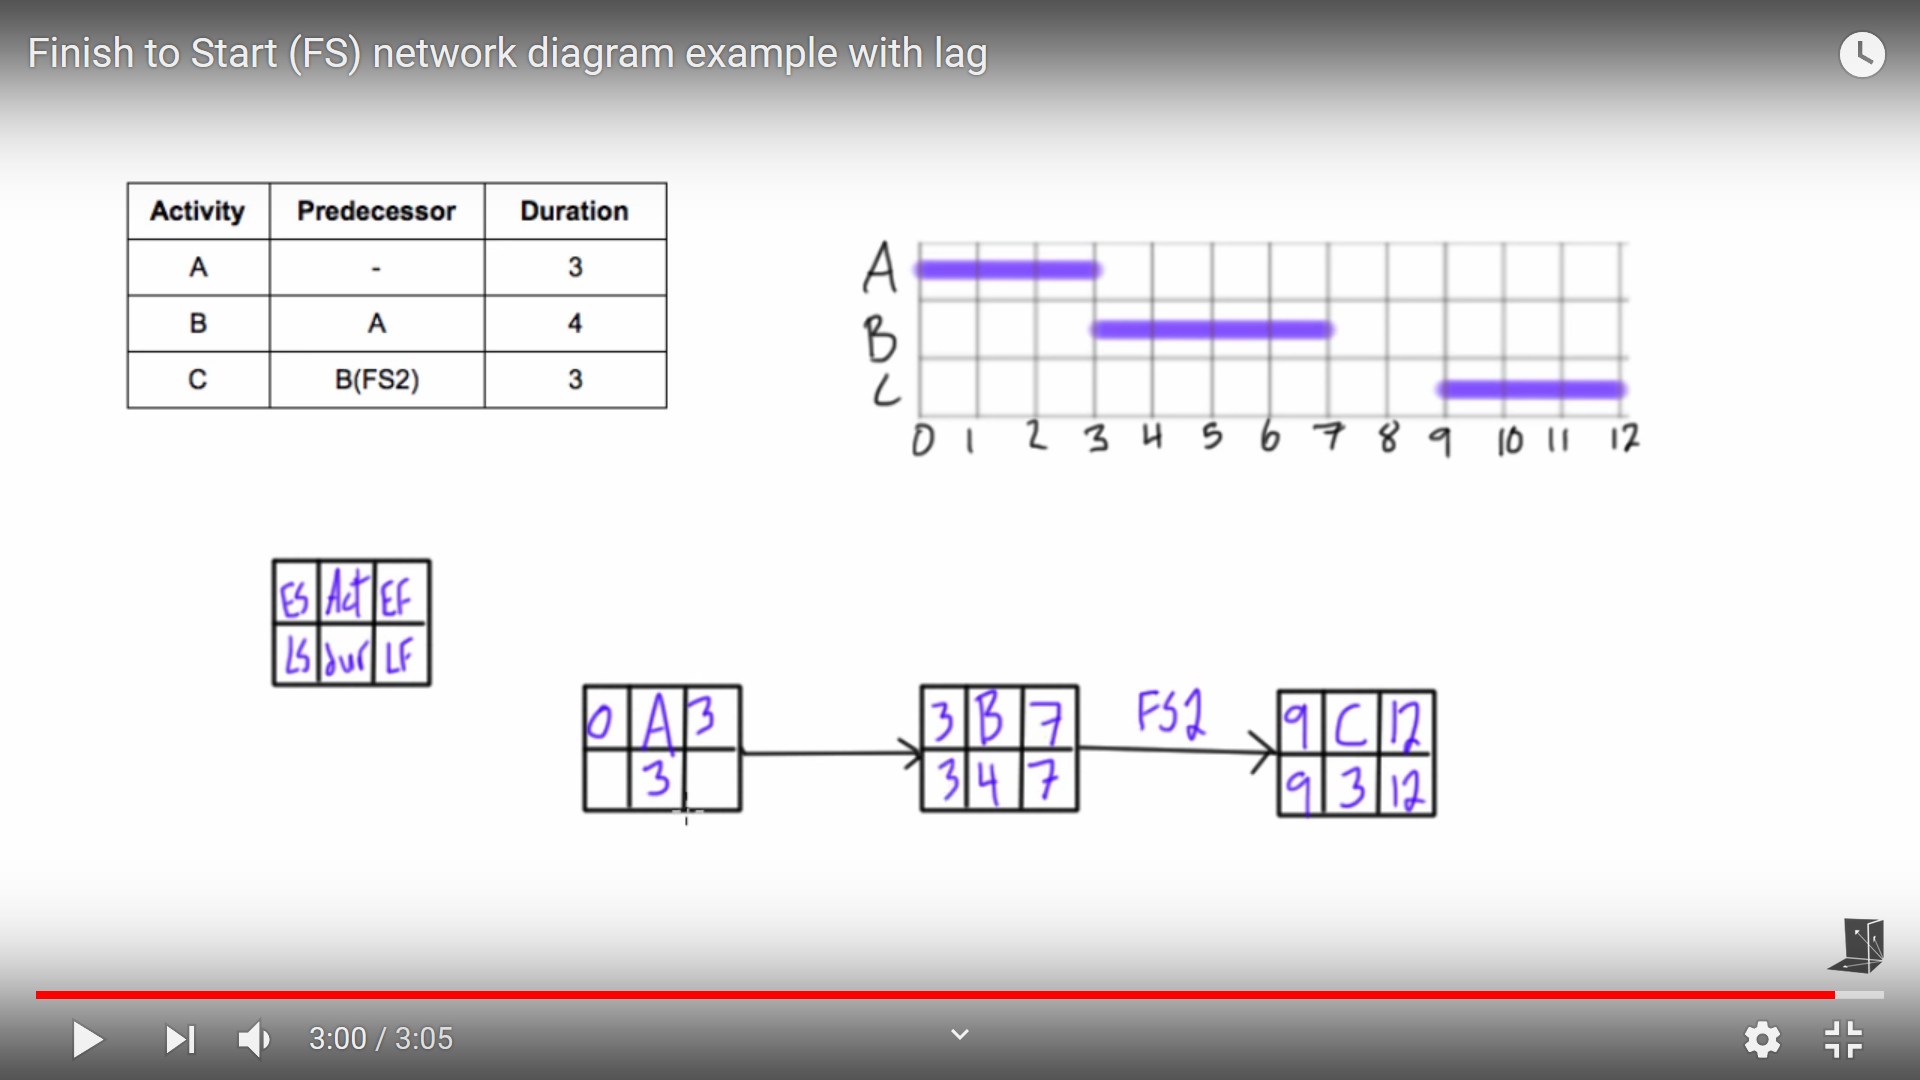 Finish to Start (FS) network diagram example with lag
Activity Predecessor Duration
A - 3
B A 4
C B(FS2) 3
A
B
C
0 1 2 3 4 5 6 7 8 9 10 11 12
ES Act EF
LS dur LF
0 A 3
3
3 B 7
3 4 7
FS2
9 C 12
9 3 12
3:00 / 3:05